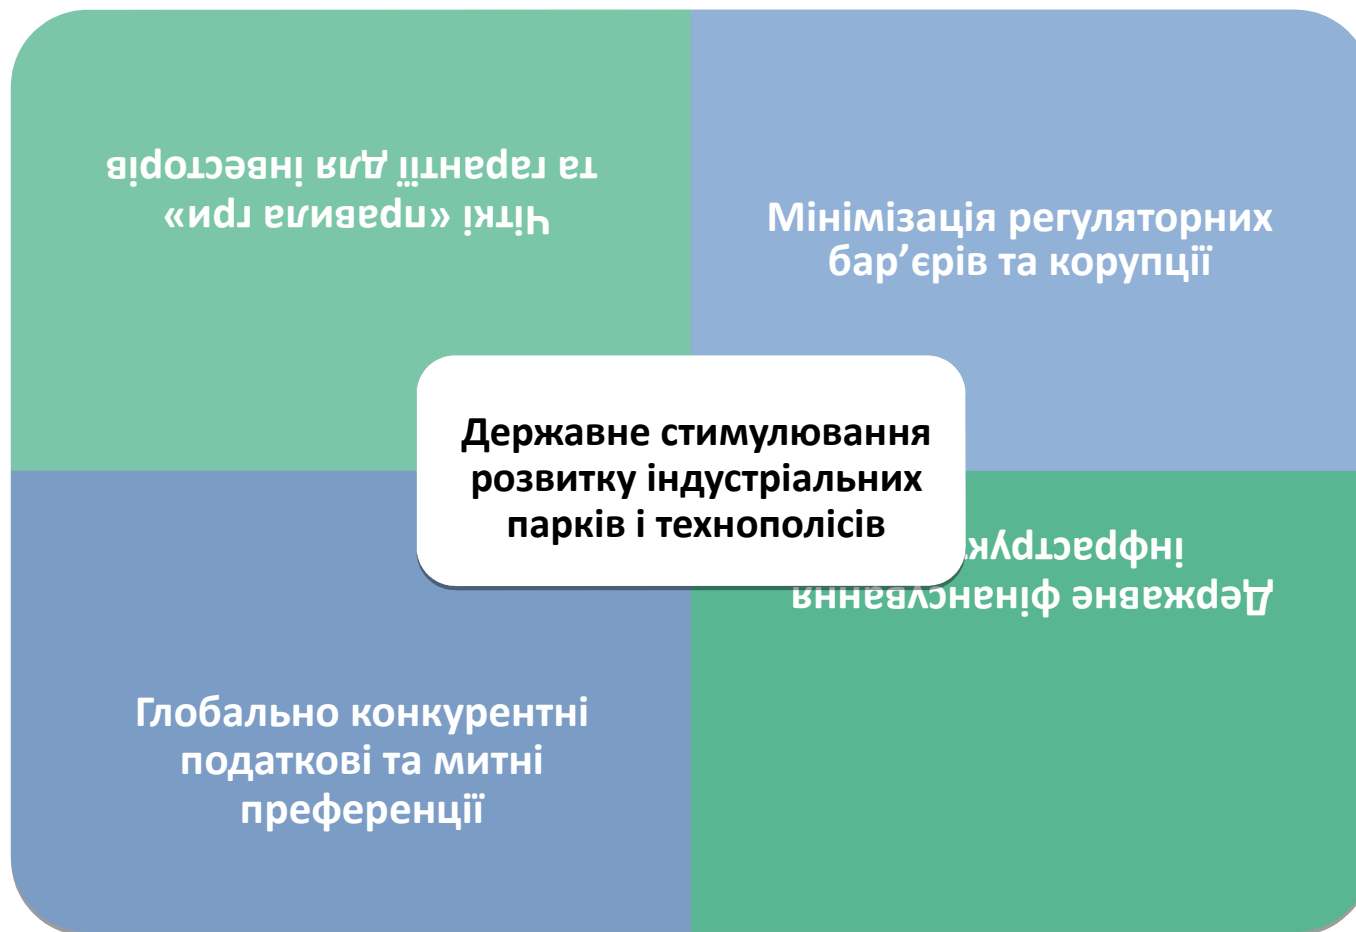 Чіткі «правила гри»
та гарантії для інвесторів
Мінімізація регуляторних
бар’єрів та корупції
Державне стимулювання
розвитку індустріальних
парків і технополісів
Глобально конкурентні
податкові та митні
преференції
Державне фінансування